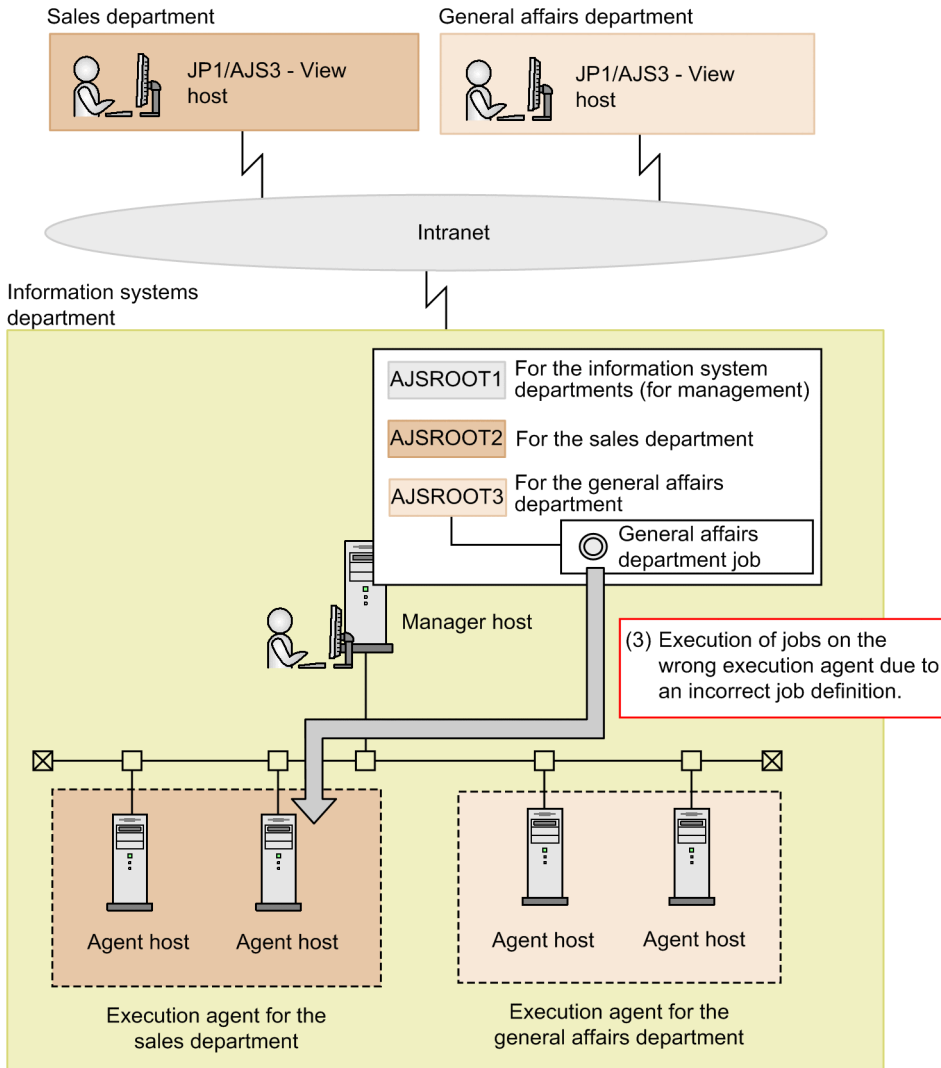 Sales department
General affairs department
JP1/AJS3 - View
host
JP1/AJS3 - View
host
Intranet
Information systems
department
AJSROOT1
For the information system
departments (for management)
AJSROOT2
For the sales department
AJSROOT3
For the general affairs
department
General affairs
department job
Manager host
(3) Execution of jobs on the
wrong execution agent due to
an incorrect job definition.
Agent host
Agent host
Agent host
Agent host
Execution agent for the
sales department
Execution agent for the
general affairs department